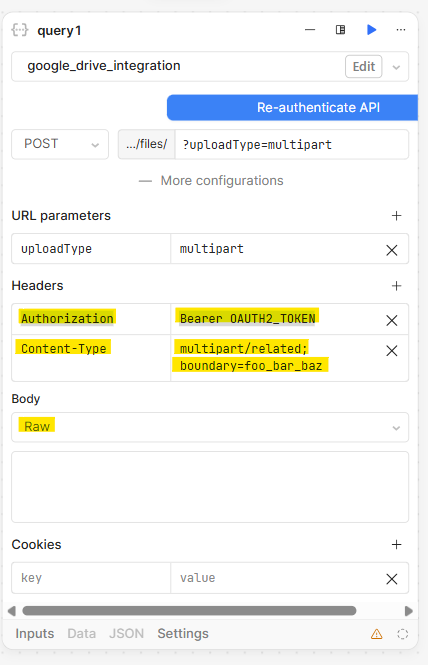 query1
google_drive_integration
Edit
Re-authenticate API
POST
.../files/
?uploadType=multipart
More configurations
URL parameters
uploadType
multipart
Headers
Authorization
Bearer OAUTH2_TOKEN
Content-Type
multipart/related;
boundary=foo_bar_baz
Body
Raw
Cookies
key
value
Inputs
Data
JSON
Settings